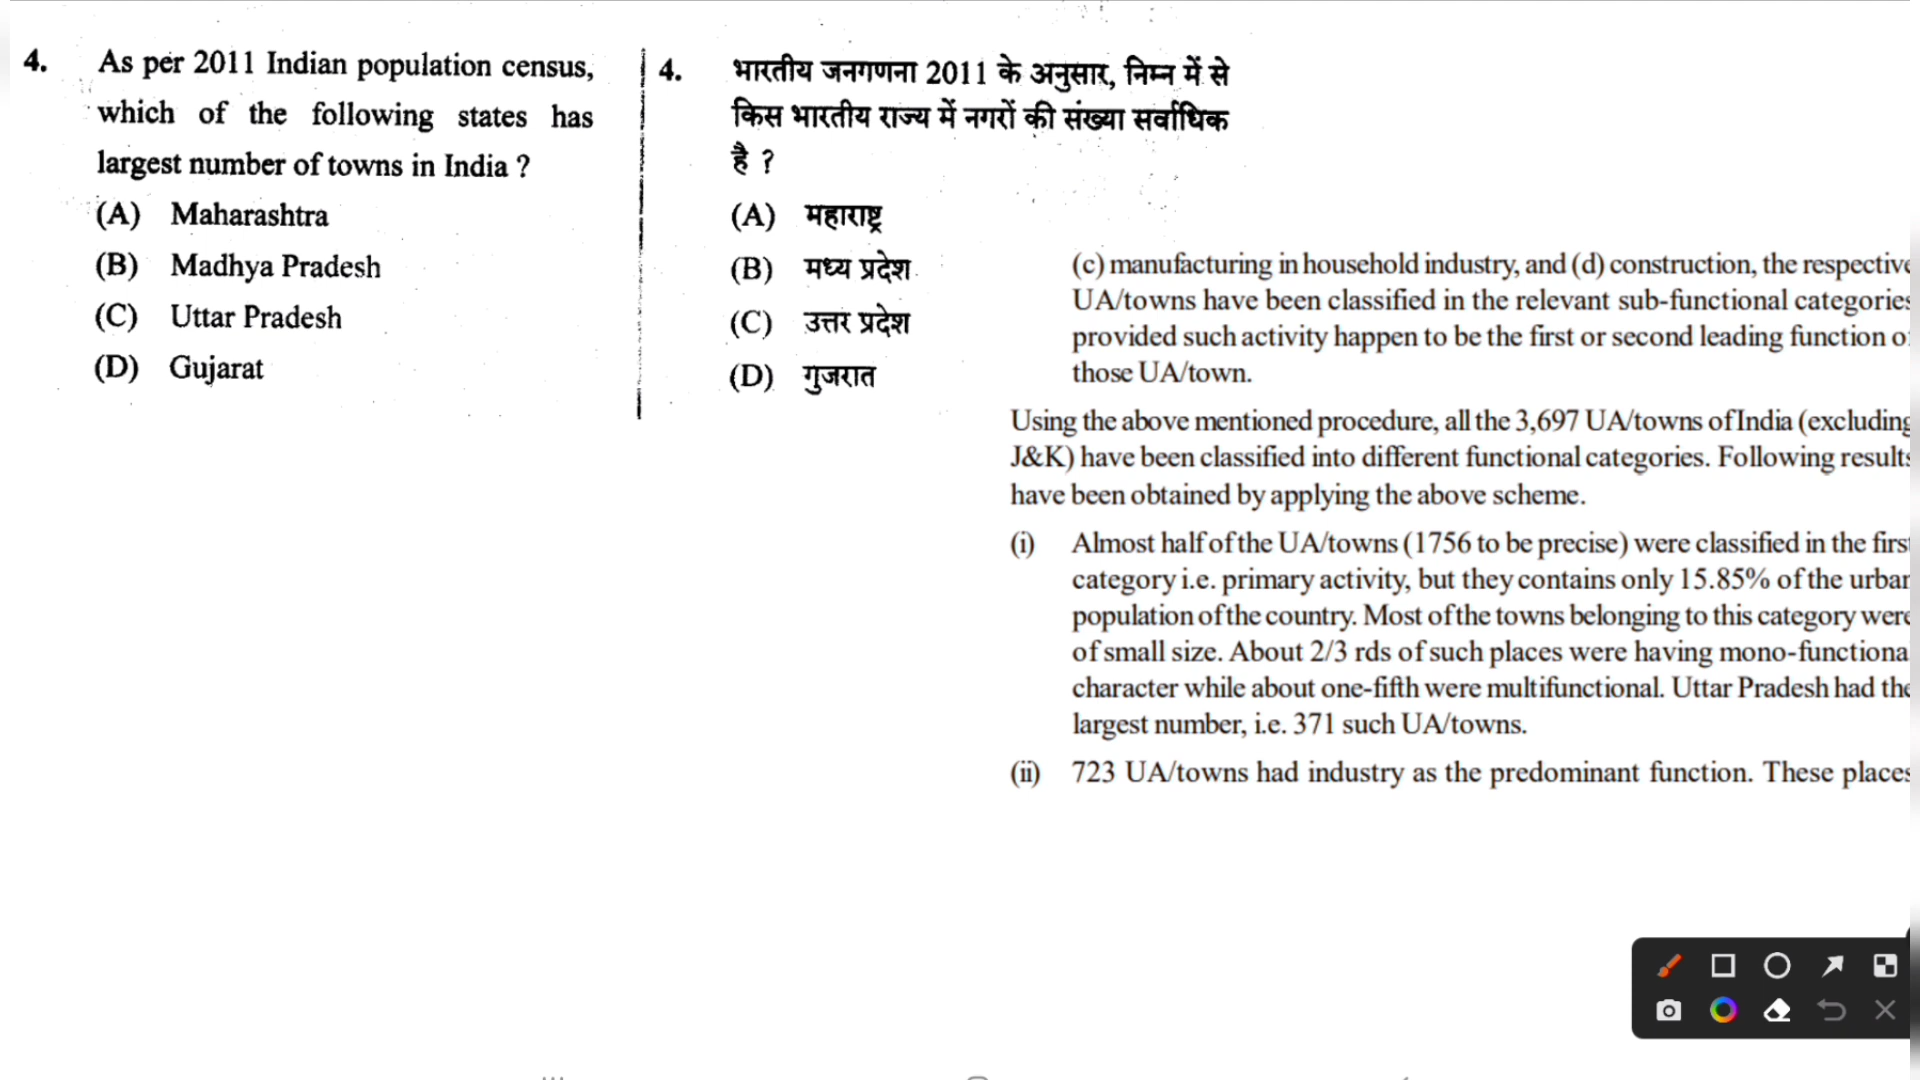 4. As per 2011 Indian population census,
which of the following states has
largest number of towns in India ?
(A) Maharashtra
(B) Madhya Pradesh
(C) Uttar Pradesh
(D) Gujarat
4. भारतीय जनगणना 2011 के अनुसार, निम्न में से
किस भारतीय राज्य में नगरों की संख्या सर्वाधिक
है ?
(A) महाराष्ट्र
(B) मध्य प्रदेश
(C) उत्तर प्रदेश
(D) गुजरात
(c) manufacturing in household industry, and (d) construction, the respective
UA/towns have been classified in the relevant sub-functional categories
provided such activity happen to be the first or second leading function of
those UA/town.
Using the above mentioned procedure, all the 3,697 UA/towns of India (excluding
J&K) have been classified into different functional categories. Following results
have been obtained by applying the above scheme.
(i) Almost half of the UA/towns (1756 to be precise) were classified in the first
category i.e. primary activity, but they contains only 15.85% of the urban
population of the country. Most of the towns belonging to this category were
of small size. About 2/3 rds of such places were having mono-functiona
character while about one-fifth were multifunctional. Uttar Pradesh had the
largest number, i.e. 371 such UA/towns.
(ii) 723 UA/towns had industry as the predominant function. These places